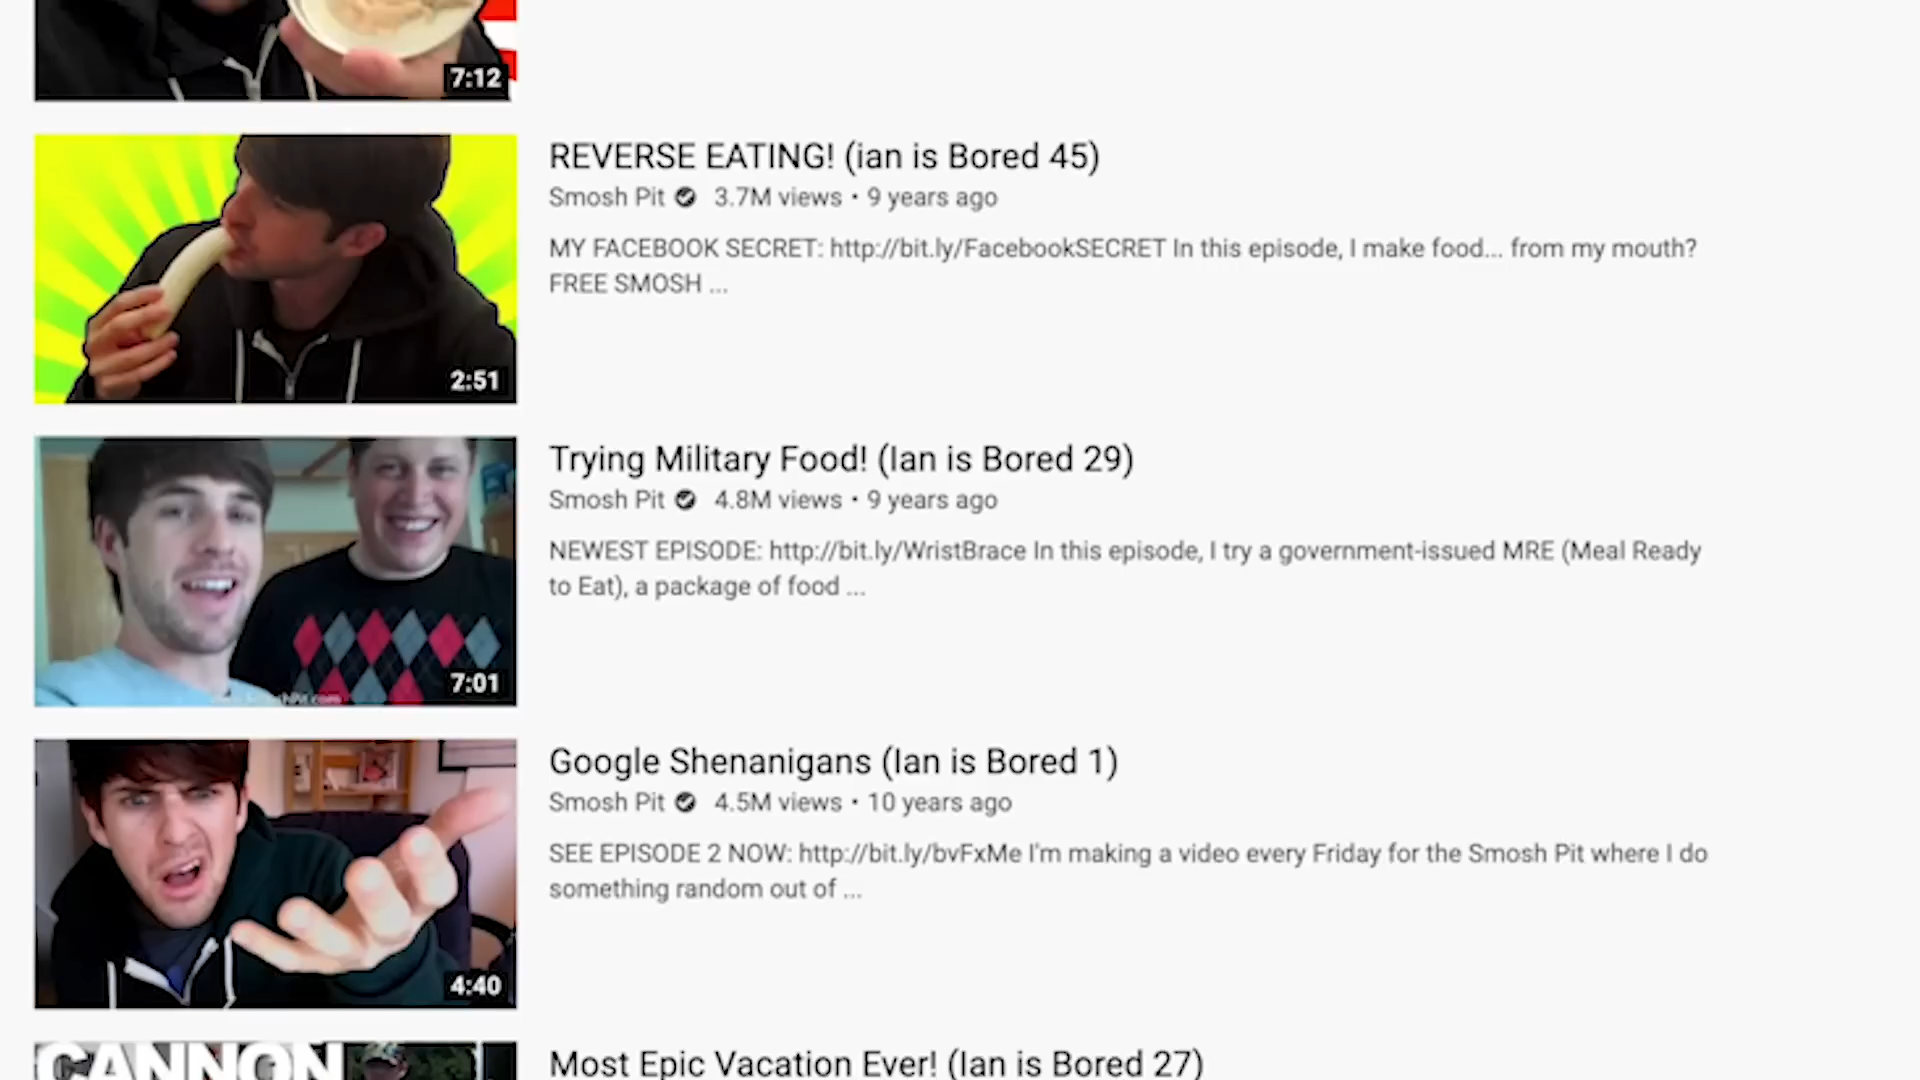 7:12
REVERSE EATING! (ian is Bored 45)
Smosh Pit 3.7M views • 9 years ago
MY FACEBOOK SECRET: http://bit.ly/FacebookSECRET In this episode, I make food... from my mouth?
FREE SMOSH ...
2:51
Trying Military Food! (Ian is Bored 29)
Smosh Pit 4.8M views • 9 years ago
NEWEST EPISODE: http://bit.ly/WristBrace In this episode, I try a government-issued MRE (Meal Ready
to Eat), a package of food ...
7:01
Google Shenanigans (Ian is Bored 1)
Smosh Pit 4.5M views • 10 years ago
SEE EPISODE 2 NOW: http://bit.ly/bvFxMe I'm making a video every Friday for the Smosh Pit where I do
something random out of ...
4:40
CANNON
Most Epic Vacation Ever! (Ian is Bored 27)